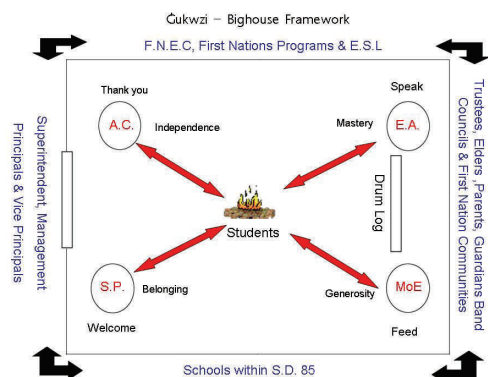 Ǧukwzi – Bighouse Framework
F.N.E.C, First Nations Programs & E.S.L
Thank you
Speak
A.C.
Independence
Mastery
E.A.
Superintendent, Management
Principals & Vice Principals
Drum Log
Trustees, Elders ,Parents, Guardians Band
Councils & First Nation Communities
Students
S.P.
Belonging
Generosity
MoE
Welcome
Feed
Schools within S.D. 85